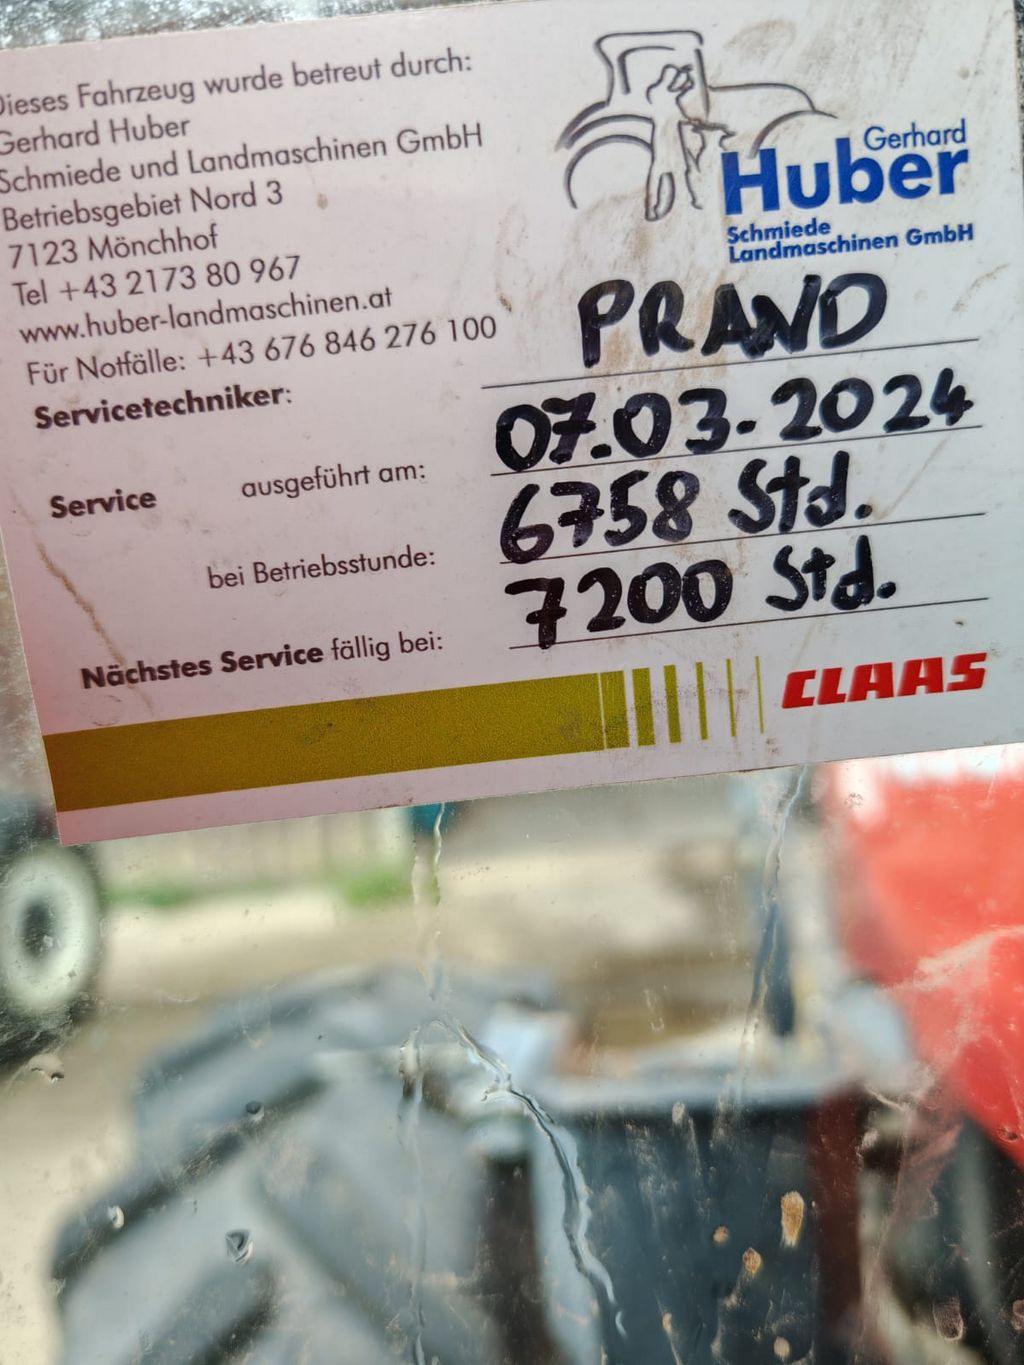 Dieses Fahrzeug wurde betreut durch:
Gerhard Huber
Schmiede und Landmaschinen GmbH
Betriebsgebiet Nord 3
7123 Mönchhof
Tel +43 2173 80 967
www.huber-landmaschinen.at
Für Notfälle: +43 676 846 276 100
Gerhard
Huber
Schmiede
Landmaschinen GmbH
Servicetechniker: PRAND
Service ausgeführt am: 07.03.2024
bei Betriebsstunde: 6758 Std.
Nächstes Service fällig bei: 7200 Std.
CLAAS